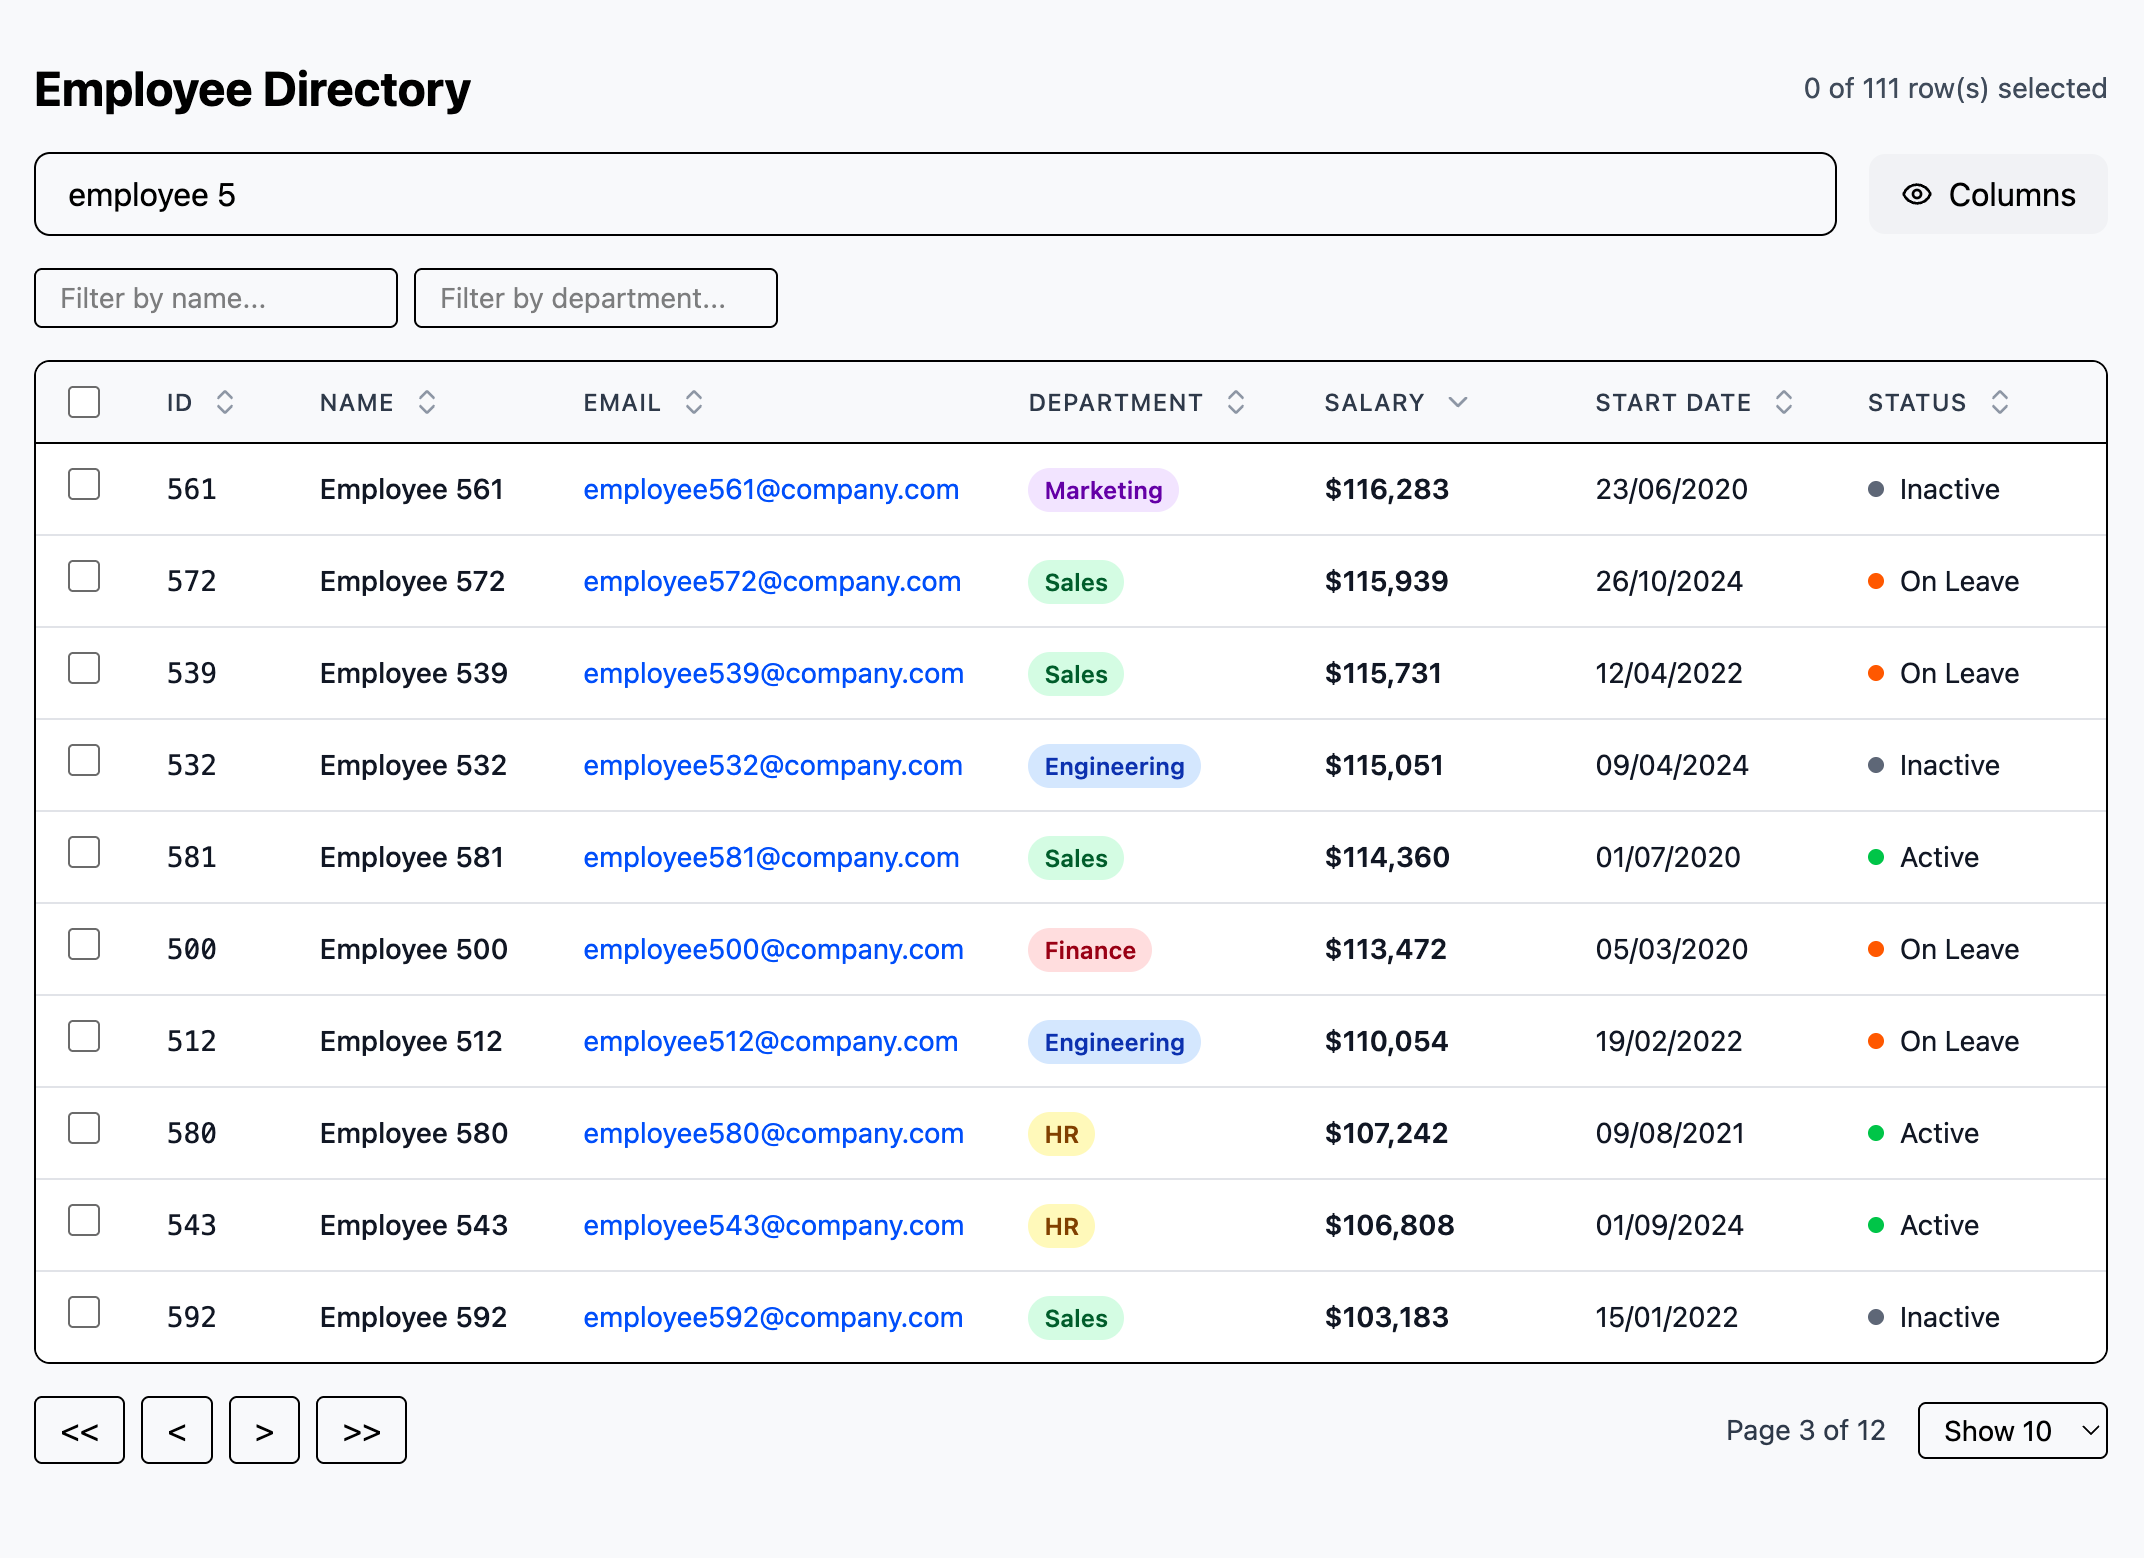 Employee Directory
0 of 111 row(s) selected
employee 5
Columns
Filter by name...
Filter by department...
ID NAME EMAIL DEPARTMENT SALARY START DATE STATUS
561 Employee 561 employee561@company.com Marketing $116,283 23/06/2020 Inactive
572 Employee 572 employee572@company.com Sales $115,939 26/10/2024 On Leave
539 Employee 539 employee539@company.com Sales $115,731 12/04/2022 On Leave
532 Employee 532 employee532@company.com Engineering $115,051 09/04/2024 Inactive
581 Employee 581 employee581@company.com Sales $114,360 01/07/2020 Active
500 Employee 500 employee500@company.com Finance $113,472 05/03/2020 On Leave
512 Employee 512 employee512@company.com Engineering $110,054 19/02/2022 On Leave
580 Employee 580 employee580@company.com HR $107,242 09/08/2021 Active
543 Employee 543 employee543@company.com HR $106,808 01/09/2024 Active
592 Employee 592 employee592@company.com Sales $103,183 15/01/2022 Inactive
<< < > >>
Page 3 of 12
Show 10